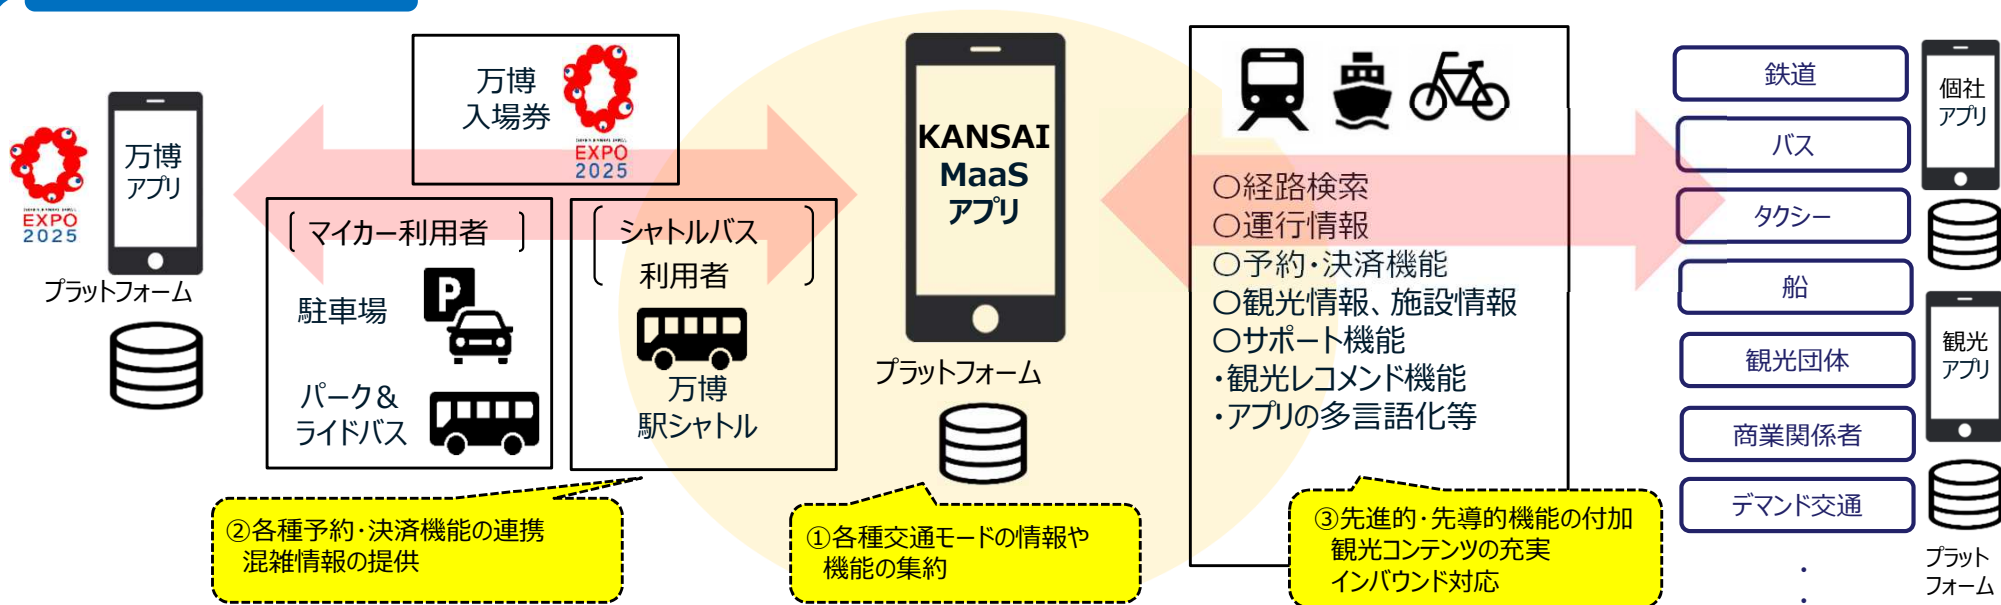 EXPO
2025
万博
アプリ
プラットフォーム
万博
入場券
EXPO
2025
マイカー利用者
駐車場
P
パーク＆
ライドバス
シャトルバス
利用者
万博
駅シャトル
②各種予約・決済機能の連携
混雑情報の提供
KANSAI
MaaS
アプリ
プラットフォーム
①各種交通モードの情報や
機能の集約
〇経路検索
〇運行情報
〇予約・決済機能
〇観光情報、施設情報
〇サポート機能
・観光レコメンド機能
・アプリの多言語化等
③先進的・先導的機能の付加
観光コンテンツの充実
インバウンド対応
鉄道
バス
タクシー
船
観光団体
商業関係者
デマンド交通
・
・
個社
アプリ
観光
アプリ
プラット
フォーム